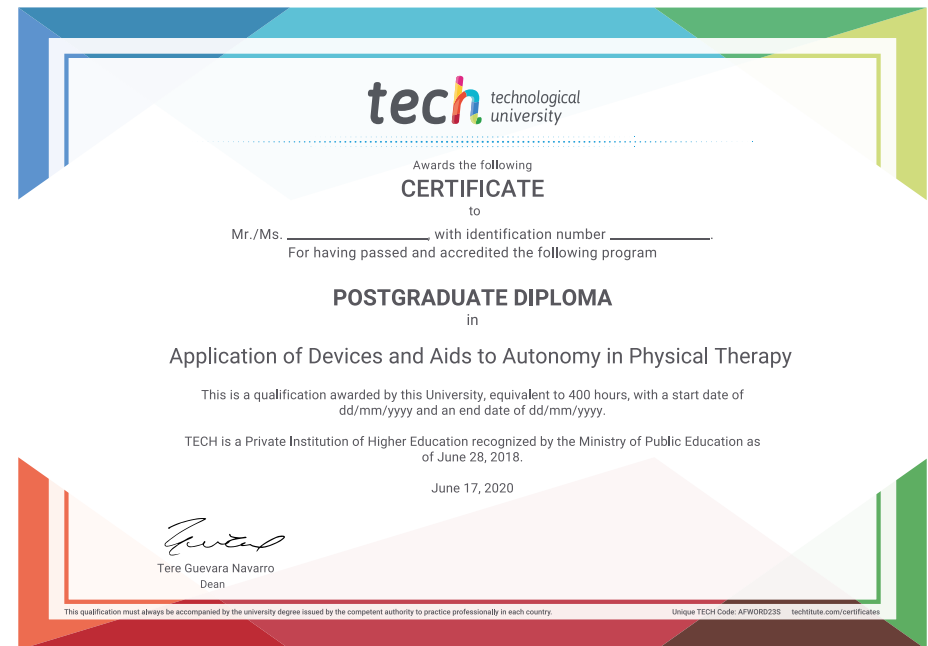 tech technological
university
Awards the following
CERTIFICATE
to
Mr./Ms. __________________, with identification number _____________.
For having passed and accredited the following program
POSTGRADUATE DIPLOMA
in
Application of Devices and Aids to Autonomy in Physical Therapy
This is a qualification awarded by this University, equivalent to 400 hours, with a start date of
dd/mm/yyyy and an end date of dd/mm/yyyy.
TECH is a Private Institution of Higher Education recognized by the Ministry of Public Education as
of June 28, 2018.
June 17, 2020
Tere Guevara Navarro
Dean
This qualification must always be accompanied by the university degree issued by the competent authority to practice professionally in each country.
Unique TECH Code: AFWORD23S techtitute.com/certificates